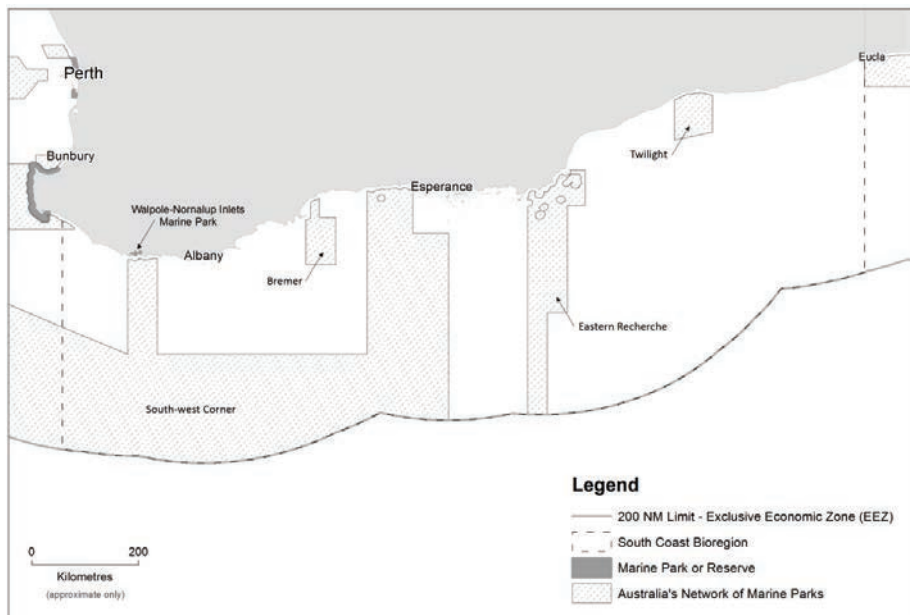 Eucla
Perth
Twilight
Bunbury
Esperance
Walpole-Nornalup Inlets
Marine Park
Albany
Bremer
Eastern Recherche
South-west Corner
Legend
200 NM Limit - Exclusive Economic Zone (EEZ)
South Coast Bioregion
Marine Park or Reserve
Australia's Network of Marine Parks
0 200
Kilometres
(approximate only)